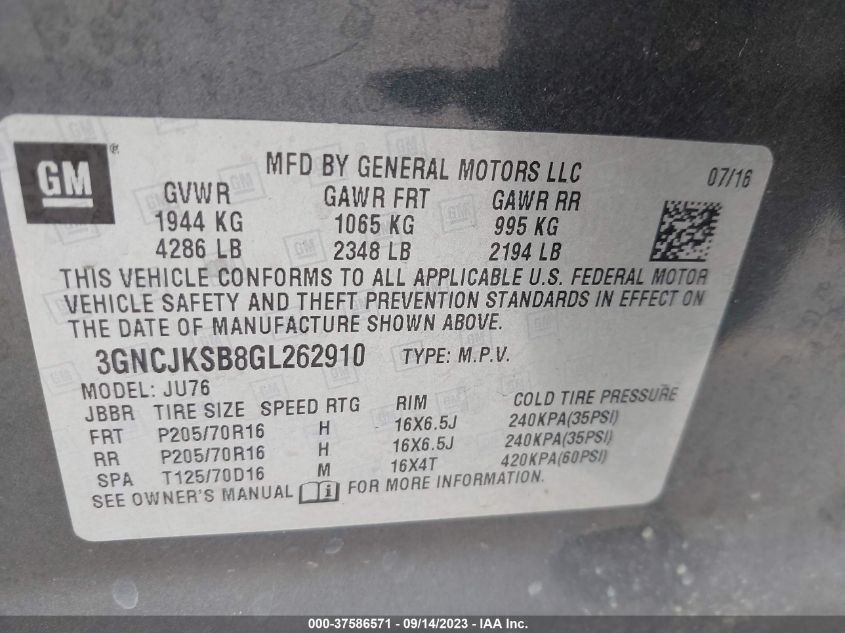 GM®
MFD BY GENERAL MOTORS LLC
07/16
GVWR GAWR FRT GAWR RR
1944 KG 1065 KG 995 KG
4286 LB 2348 LB 2194 LB
THIS VEHICLE CONFORMS TO ALL APPLICABLE U.S. FEDERAL MOTOR
VEHICLE SAFETY AND THEFT PREVENTION STANDARDS IN EFFECT ON
THE DATE OF MANUFACTURE SHOWN ABOVE.
3GNCJKSB8GL262910 TYPE: M.P.V.
MODEL: JU76
JBBR TIRE SIZE SPEED RTG RIM COLD TIRE PRESSURE
FRT P205/70R16 H 16X6.5J 240KPA(35PSI)
RR P205/70R16 H 16X6.5J 240KPA(35PSI)
SPA T125/70D16 M 16X4T 420KPA(60PSI)
SEE OWNER'S MANUAL i FOR MORE INFORMATION.
000-37586571 - 09/14/2023 - IAA Inc.